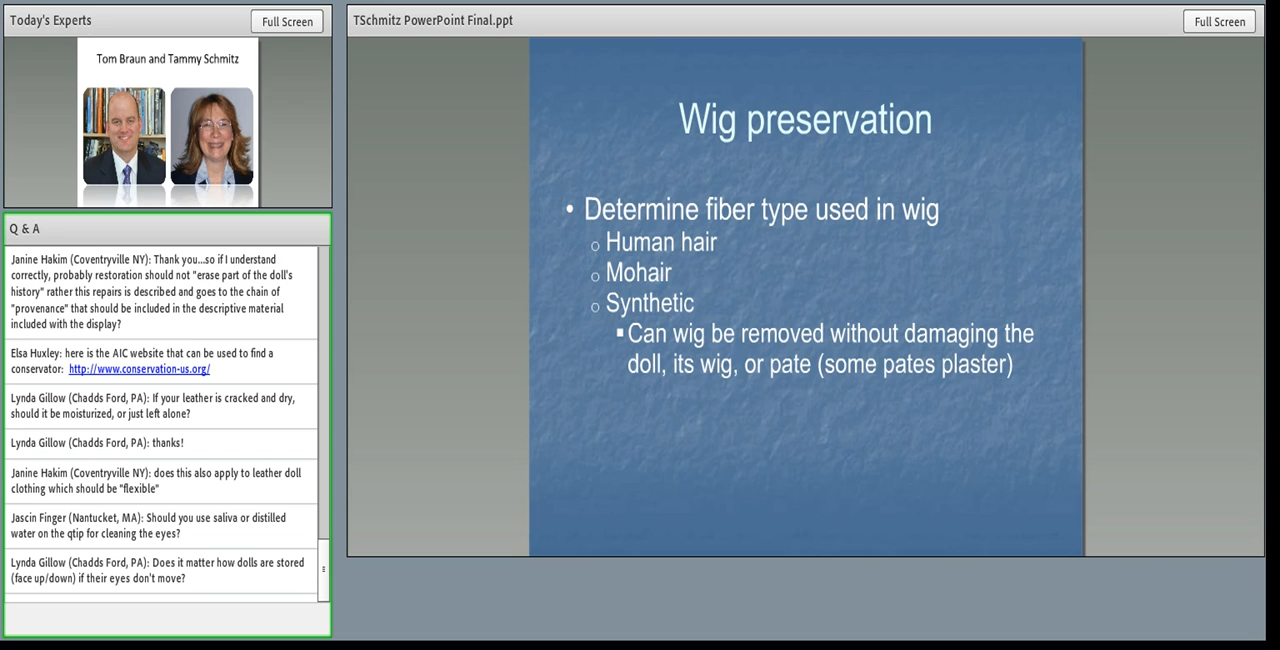 Today's Experts
Full Screen
Tom Braun and Tammy Schmitz
Q & A
Janine Hakim (Coventryville NY): Thank you...so if I understand
correctly, probably restoration should not "erase part of the doll's
history" rather this repairs is described and goes to the chain of
"provenance" that should be included in the descriptive material
included with the display?
Elsa Huxley: here is the AIC website that can be used to find a
conservator: http://www.conservation-us.org/
Lynda Gillow (Chadds Ford, PA): If your leather is cracked and dry,
should it be moisturized, or just left alone?
Lynda Gillow (Chadds Ford, PA): thanks!
Janine Hakim (Coventryville NY): does this also apply to leather doll
clothing which should be "flexible"
Jascin Finger (Nantucket, MA): Should you use saliva or distilled
water on the qtip for cleaning the eyes?
Lynda Gillow (Chadds Ford, PA): Does it matter how dolls are stored
(face up/down) if their eyes don't move?
TSchmitz PowerPoint Final.ppt
Full Screen
Wig preservation
• Determine fiber type used in wig
o Human hair
o Mohair
o Synthetic
▪ Can wig be removed without damaging the
doll, its wig, or pate (some pates plaster)